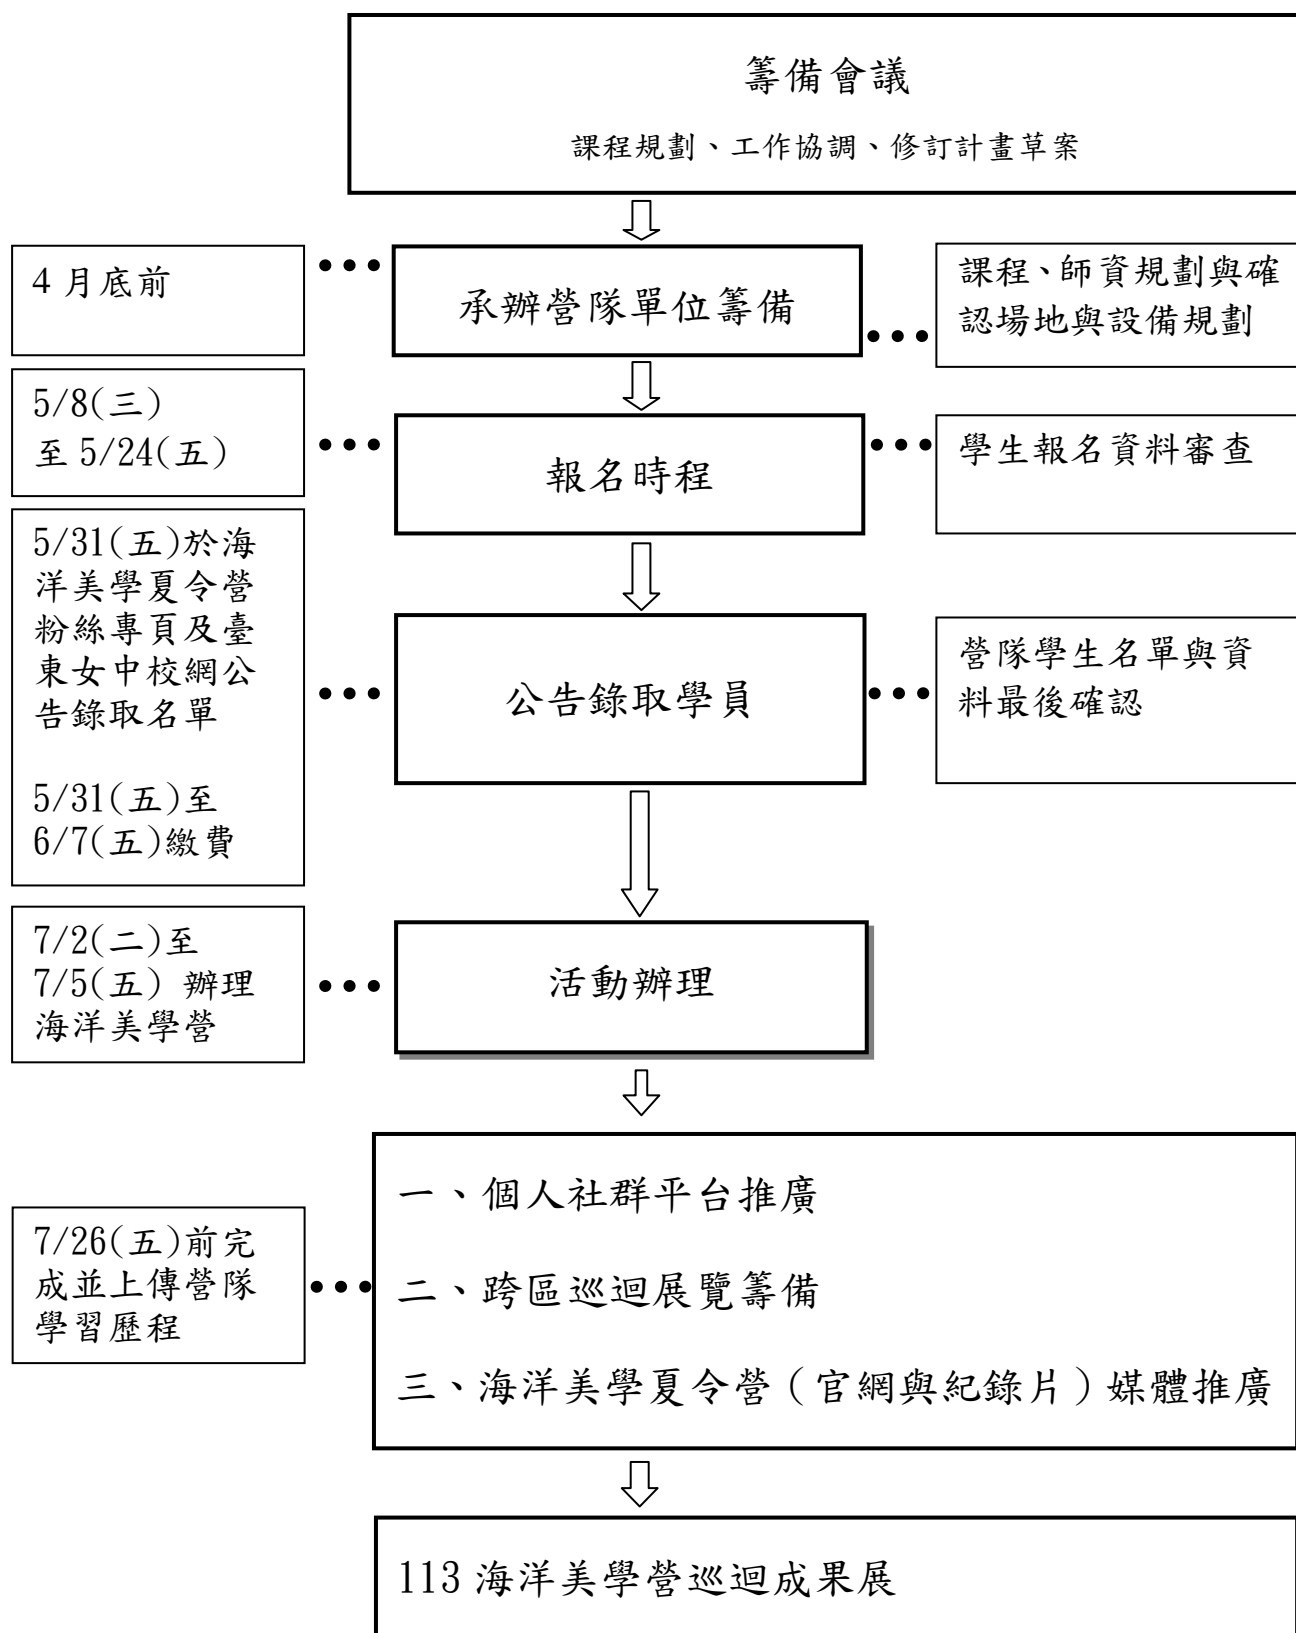 籌備會議
課程規劃、工作協調、修訂計畫草案
4 月底前
承辦營隊單位籌備
課程、師資規劃與確
認場地與設備規劃
5/8(三)
至 5/24(五)
報名時程
學生報名資料審查
5/31(五)於海
洋美學夏令營
粉絲專頁及臺
東女中校網公
告錄取名單
5/31(五)至
6/7(五)繳費
公告錄取學員
營隊學生名單與資
料最後確認
7/2(二)至
7/5(五) 辦理
海洋美學營
活動辦理
7/26(五)前完
成並上傳營隊
學習歷程
一、個人社群平台推廣
二、跨區巡迴展覽籌備
三、海洋美學夏令營（官網與紀錄片）媒體推廣
113 海洋美學營巡迴成果展